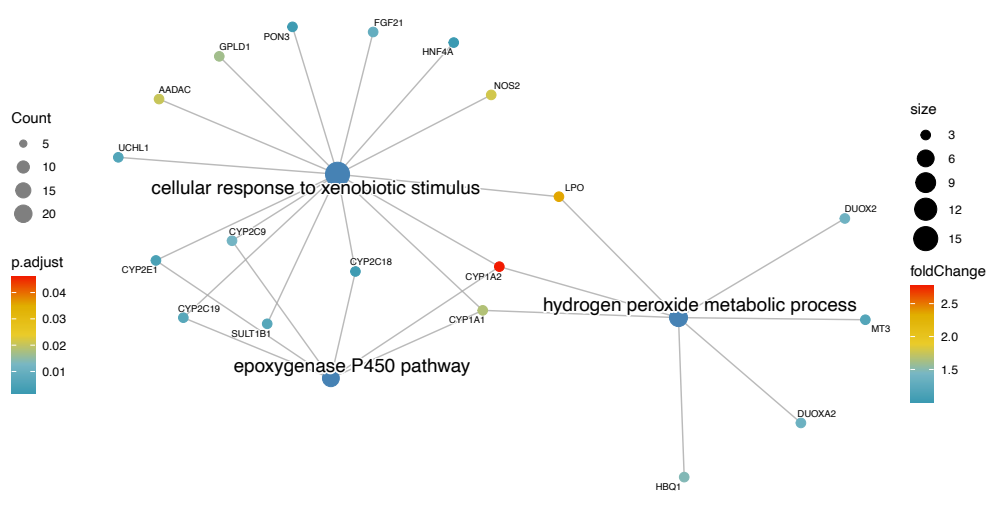 PON3
FGF21
GPLD1
HNF4A
AADAC
NOS2
UCHL1
cellular response to xenobiotic stimulus
LPO
DUOX2
CYP2C9
CYP2E1
CYP2C18
CYP1A2
CYP2C19
SULT1B1
CYP1A1
hydrogen peroxide metabolic process
MT3
epoxygenase P450 pathway
DUOXA2
HBQ1
Count
5
10
15
20
p.adjust
0.04
0.03
0.02
0.01
size
3
6
9
12
15
foldChange
2.5
2.0
1.5